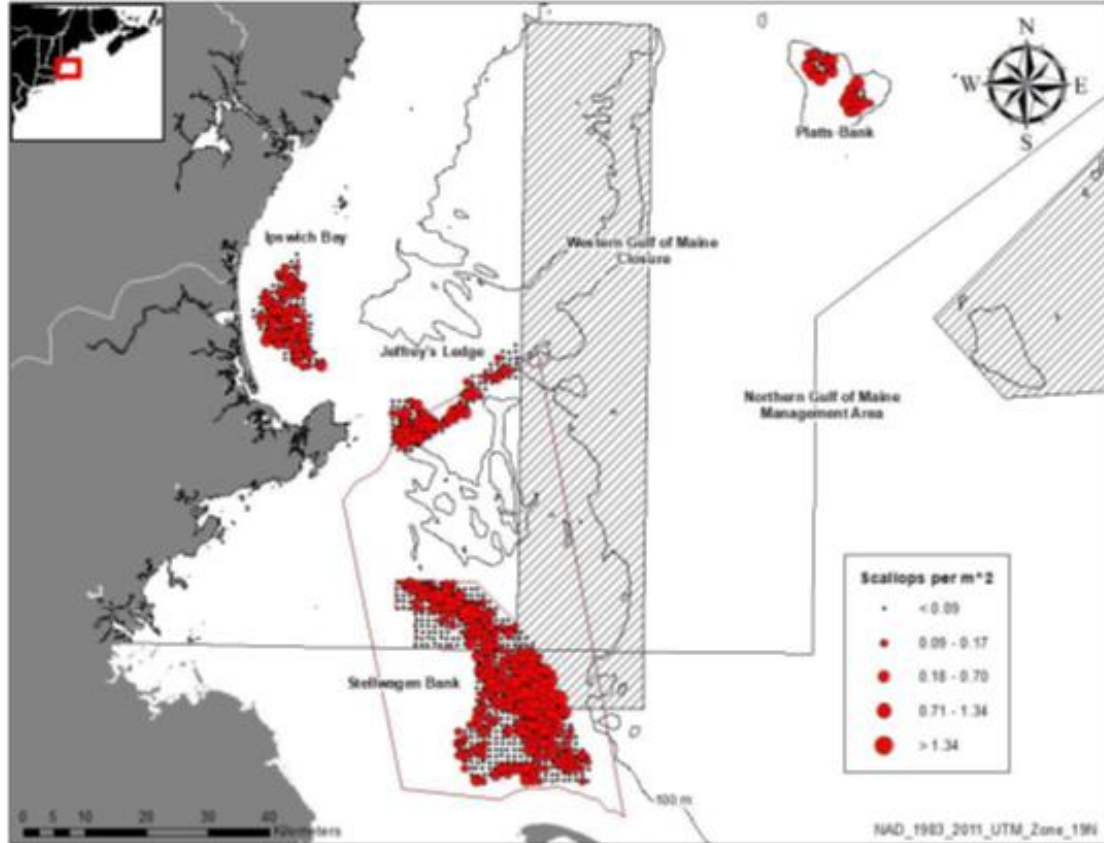 N
W
E
S
Platts-Bank
Ipswich Bay
Western Gulf of Maine
Closure
Jeffrey's Ledge
Northern Gulf of Maine
Management Area
Scallops per m^2
< 0.09
0.09 - 0.17
0.18 - 0.70
0.71 - 1.34
> 1.34
Stellwagen Bank
100 m
0 5 10 20 30 40
Kilometers
NAD_1983_2011_UTM_Zone_19N